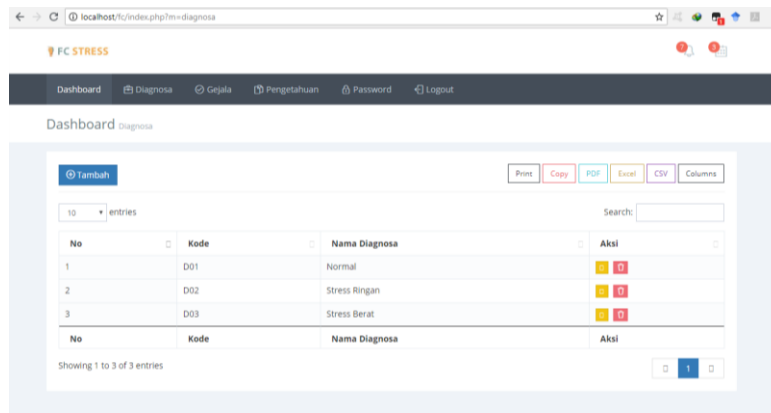 localhost/fc/index.php?m=diagnosa
FC STRESS
7 3
Dashboard Diagnosa Gejala Pengetahuan Password Logout
Dashboard Diagnosa
Tambah Print Copy PDF Excel CSV Columns
10 entries Search:
No Kode Nama Diagnosa Aksi
1 D01 Normal
2 D02 Stress Ringan
3 D03 Stress Berat
No Kode Nama Diagnosa Aksi
Showing 1 to 3 of 3 entries 1